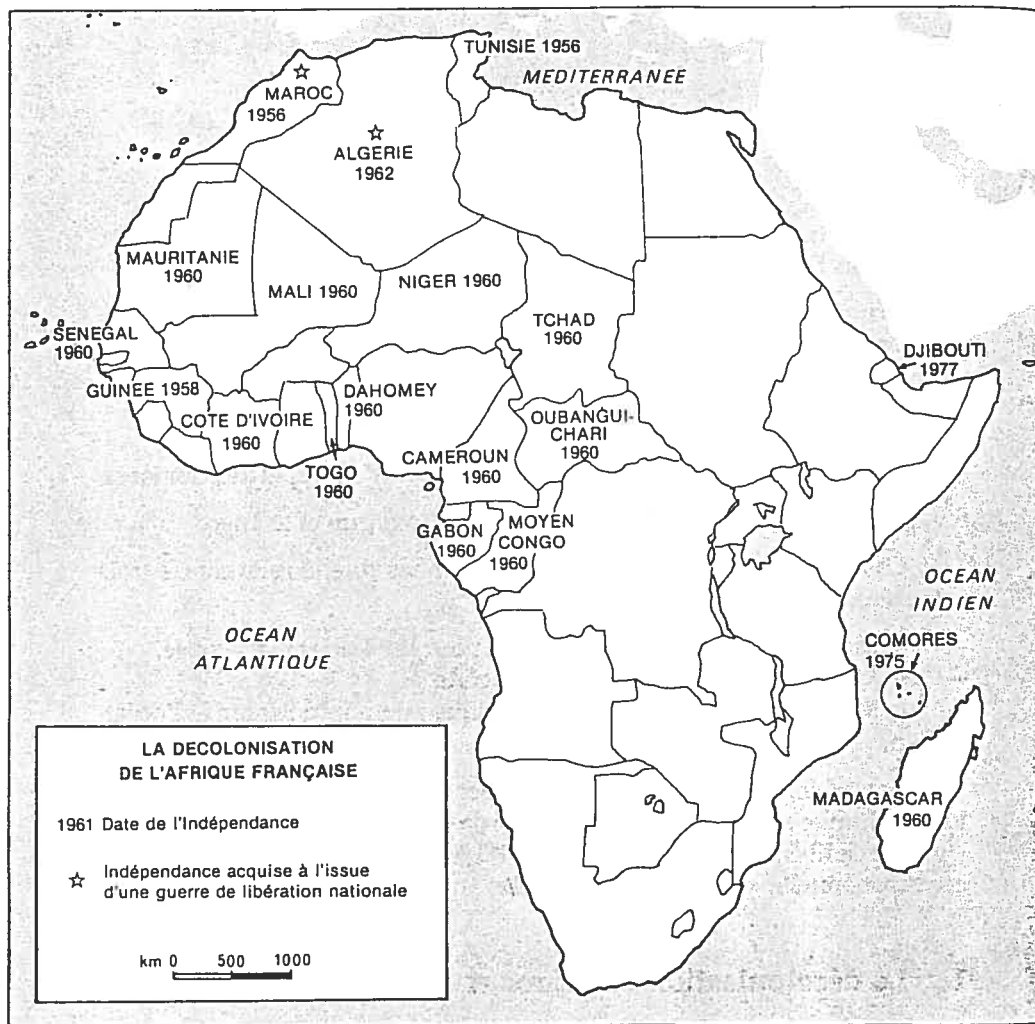 TUNISIE 1956
MEDITERRANEE
MAROC
1956
ALGERIE
1962
MAURITANIE
1960
MALI 1960
NIGER 1960
TCHAD
1960
SENEGAL
1960
DJIBOUTI
1977
GUINEE 1958
DAHOMEY
1960
COTE D'IVOIRE
1960
OUBANGUI-
CHARI
1960
TOGO
1960
CAMEROUN
1960
GABON
1960
MOYEN
CONGO
1960
OCEAN
INDIEN
OCEAN
ATLANTIQUE
COMORES
1975
MADAGASCAR
1960
LA DECOLONISATION
DE L'AFRIQUE FRANÇAISE
1961 Date de l'Indépendance
Indépendance acquise à l'issue
d'une guerre de libération nationale
km 0 500 1000